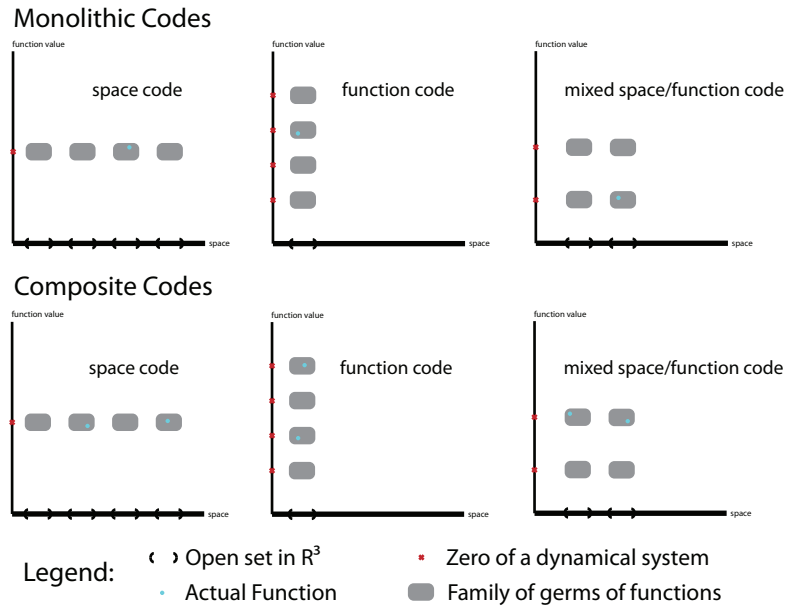 Monolithic Codes
function value
function value
function value
space code
function code
mixed space/function code
space
space
space
Composite Codes
function value
function value
function value
space code
function code
mixed space/function code
space
space
space
Legend:
Open set in R³
Zero of a dynamical system
Actual Function
Family of germs of functions